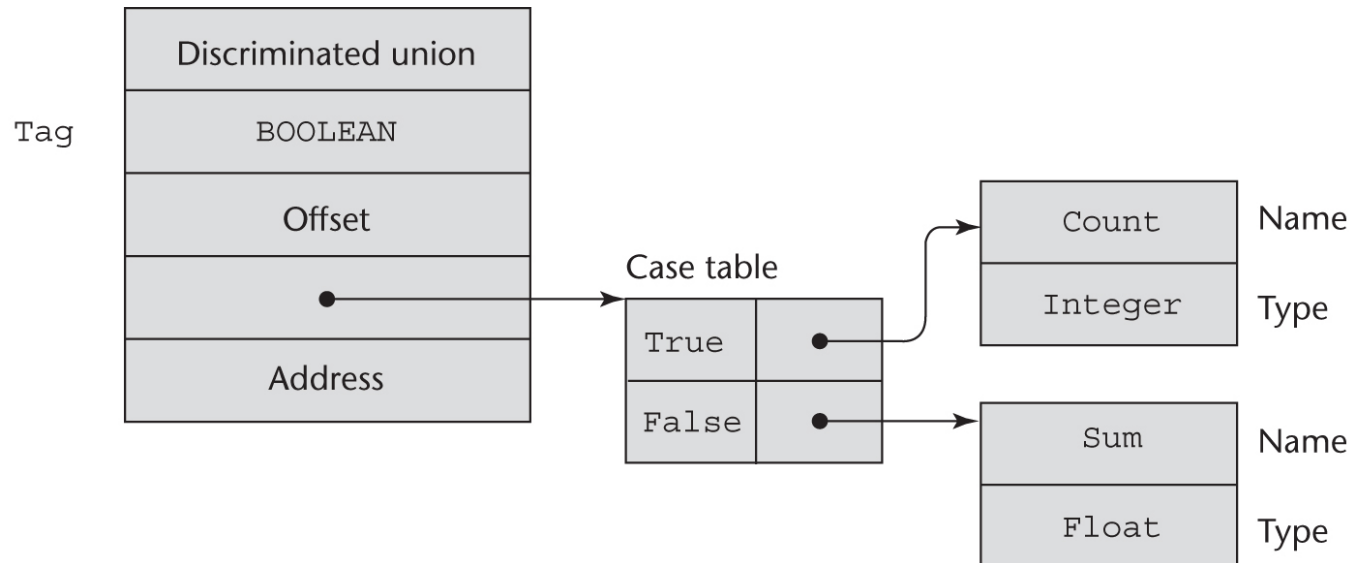 Discriminated union
Tag
BOOLEAN
Offset
Address
Case table
True
False
Count
Name
Integer
Type
Sum
Name
Float
Type